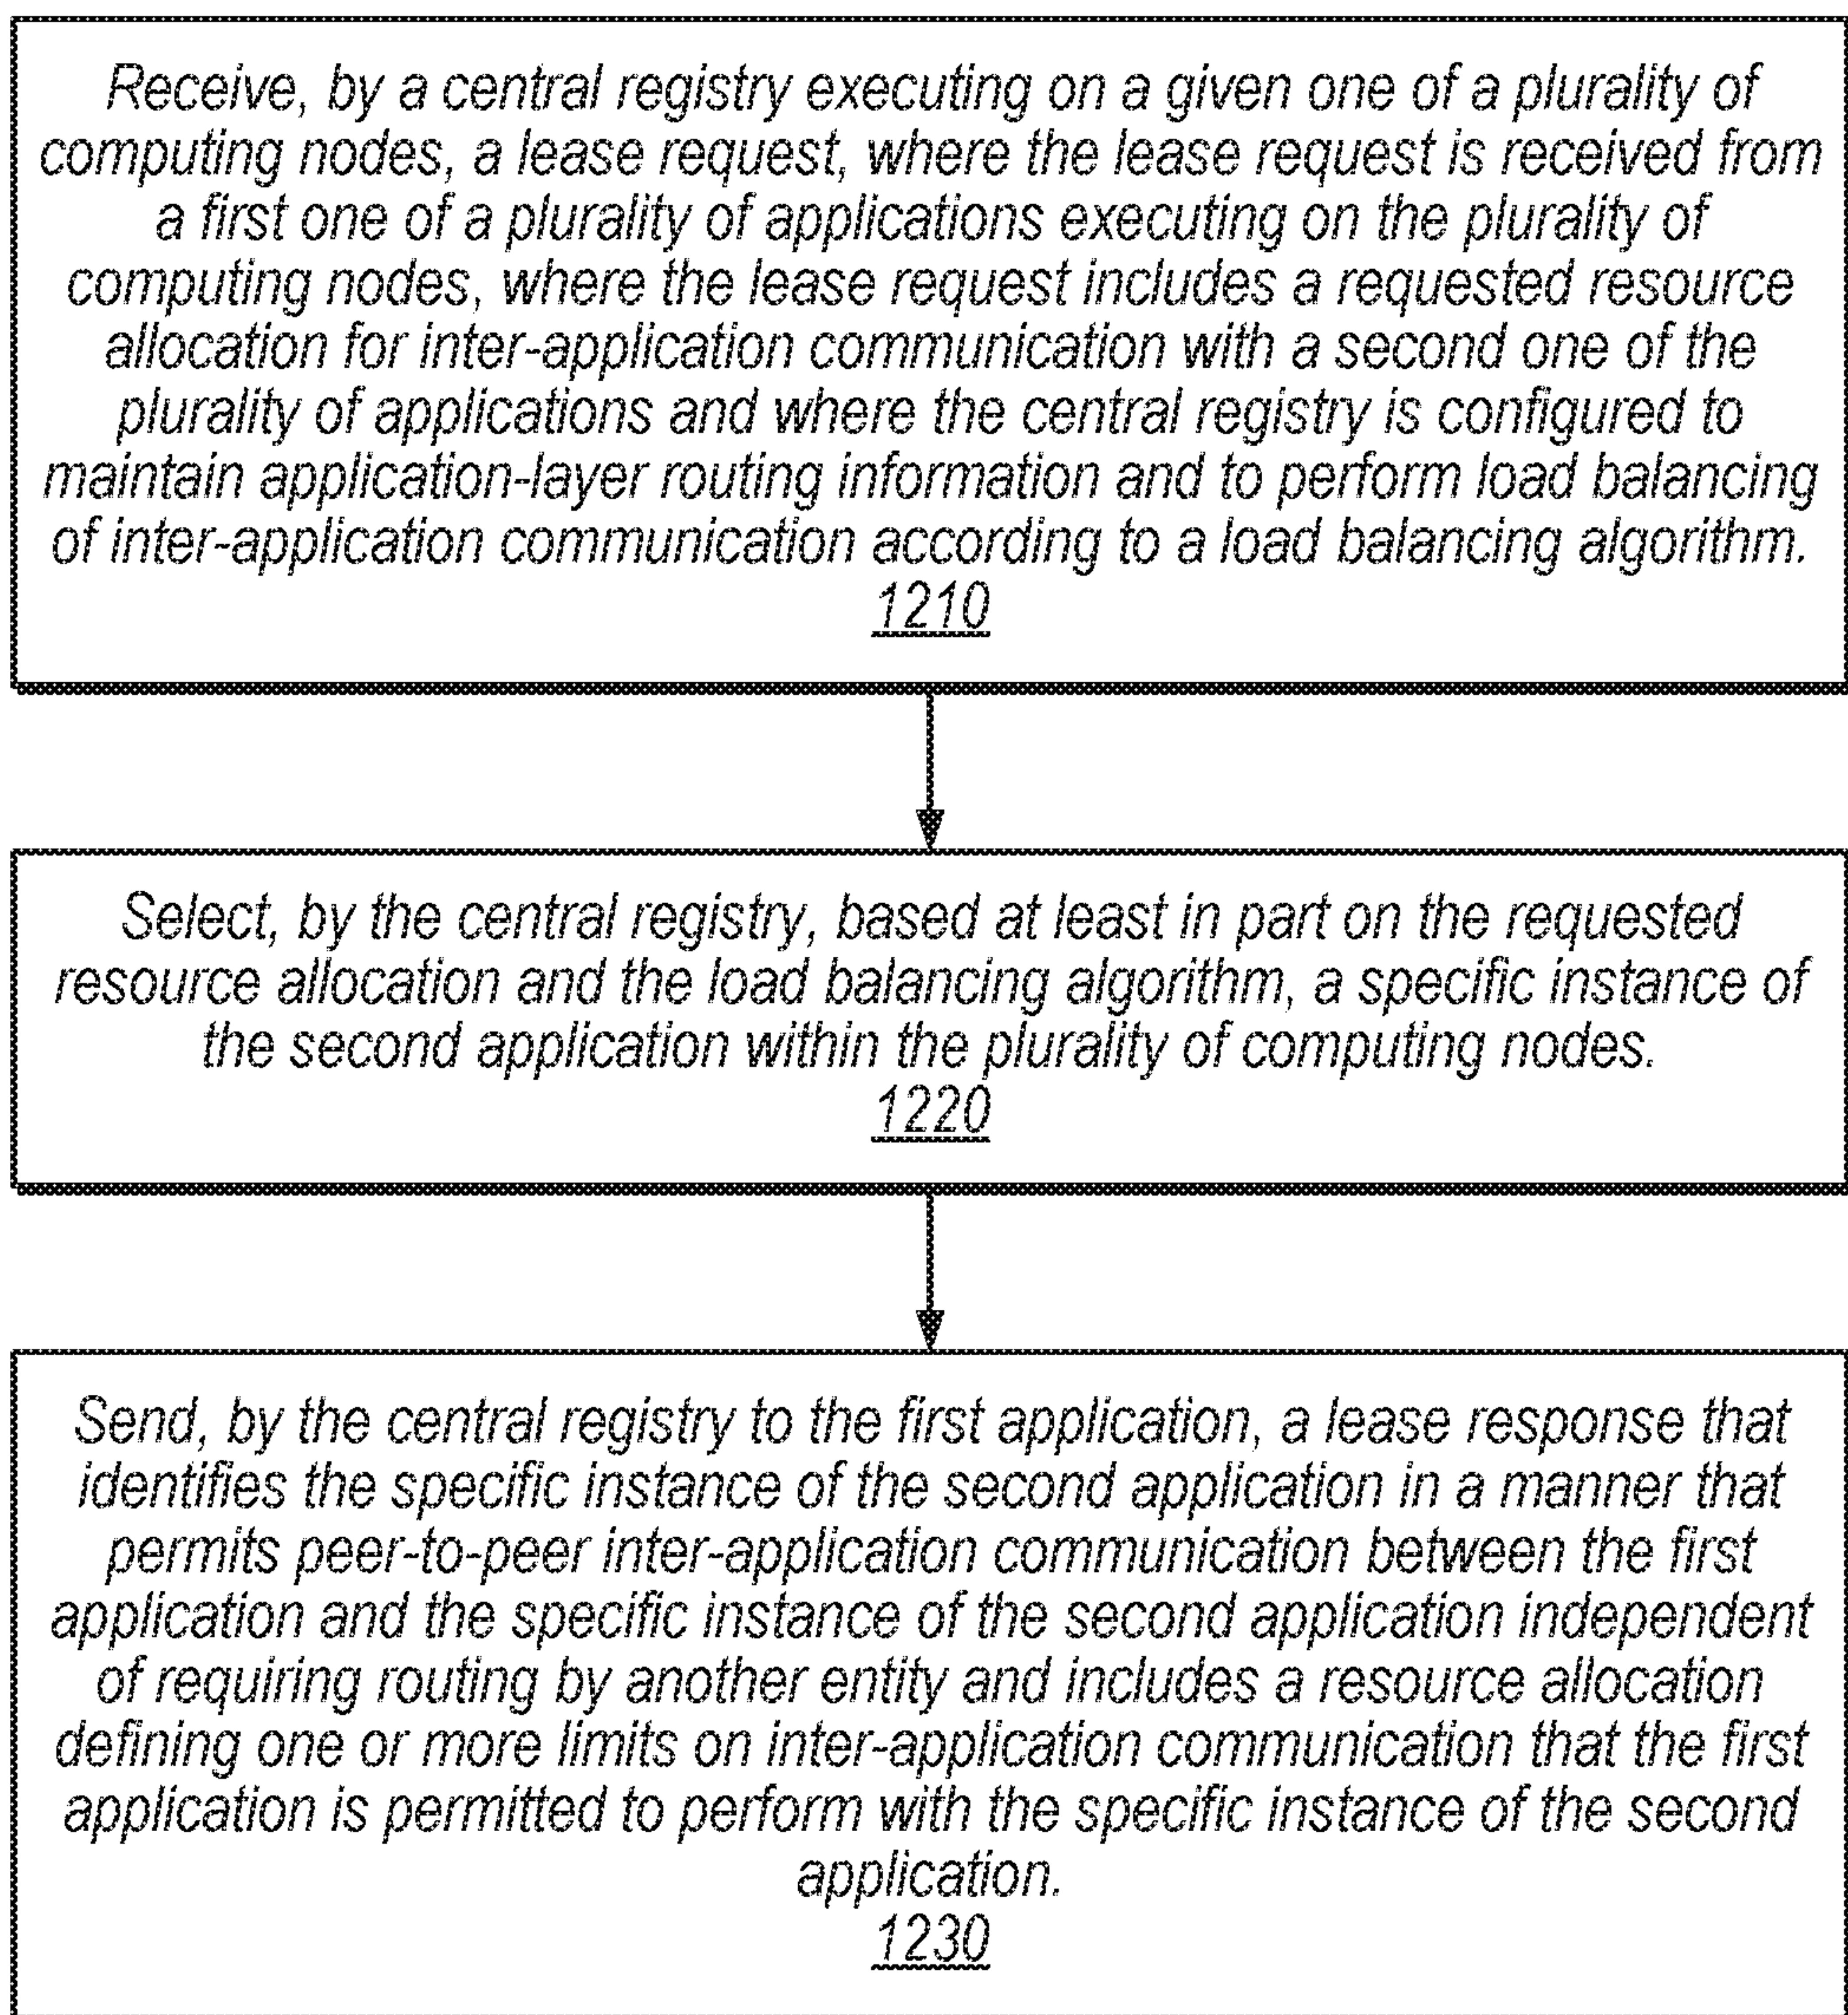 Receive, by a central registry executing on a given one of a plurality of
computing nodes, a lease request, where the lease request is received from
a first one of a plurality of applications executing on the plurality of
computing nodes, where the lease request includes a requested resource
allocation for inter-application communication with a second one of the
plurality of applications and where the central registry is configured to
maintain application-layer routing information and to perform load balancing
of inter-application communication according to a load balancing algorithm.
1210
Select, by the central registry, based at least in part on the requested
resource allocation and the load balancing algorithm, a specific instance of
the second application within the plurality of computing nodes.
1220
Send, by the central registry to the first application, a lease response that
identifies the specific instance of the second application in a manner that
permits peer-to-peer inter-application communication between the first
application and the specific instance of the second application independent
of requiring routing by another entity and includes a resource allocation
defining one or more limits on inter-application communication that the first
application is permitted to perform with the specific instance of the second
application.
1230